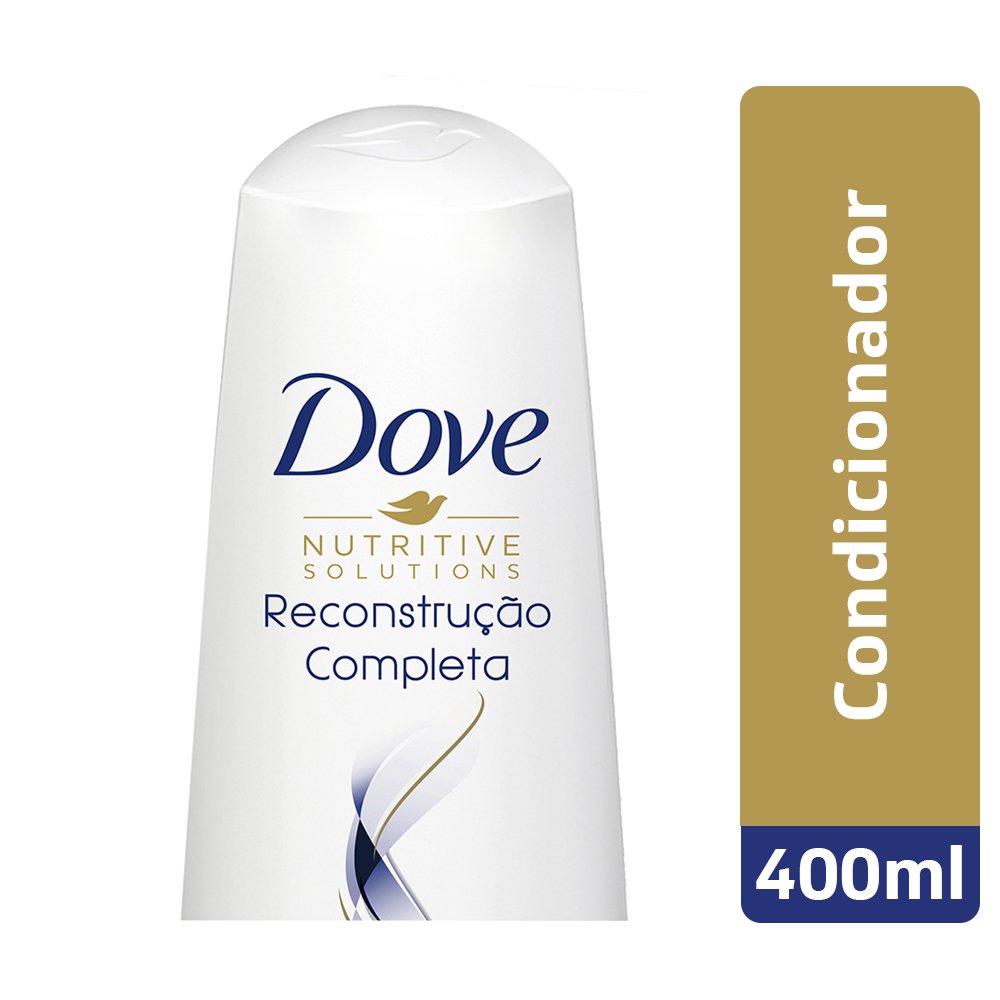 Dove
NUTRITIVE
SOLUTIONS
Reconstrução
Completa
Condicionador
400ml